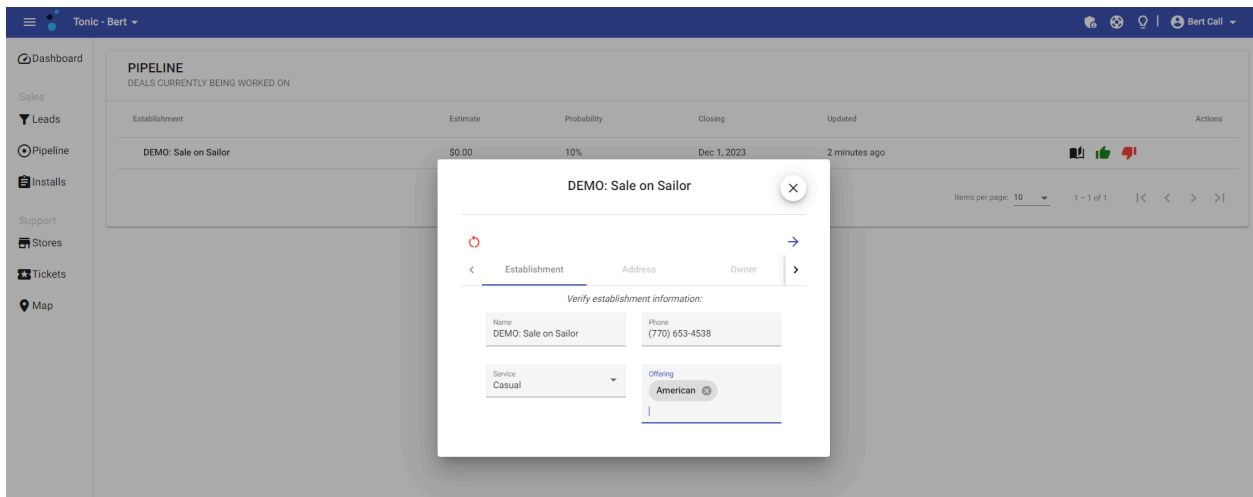 Tonic - Bert
Bert Call
Dashboard
Sales
Leads
Pipeline
Installs
Support
Stores
Tickets
Map
PIPELINE
DEALS CURRENTLY BEING WORKED ON
Establishment Estimate Probability Closing Updated Actions
DEMO: Sale on Sailor $0.00 10% Dec 1, 2023 2 minutes ago
Items per page: 10 1 – 1 of 1
DEMO: Sale on Sailor
Establishment Address Owner
Verify establishment information:
Name
DEMO: Sale on Sailor
Phone
(770) 653-4538
Service
Casual
Offering
American